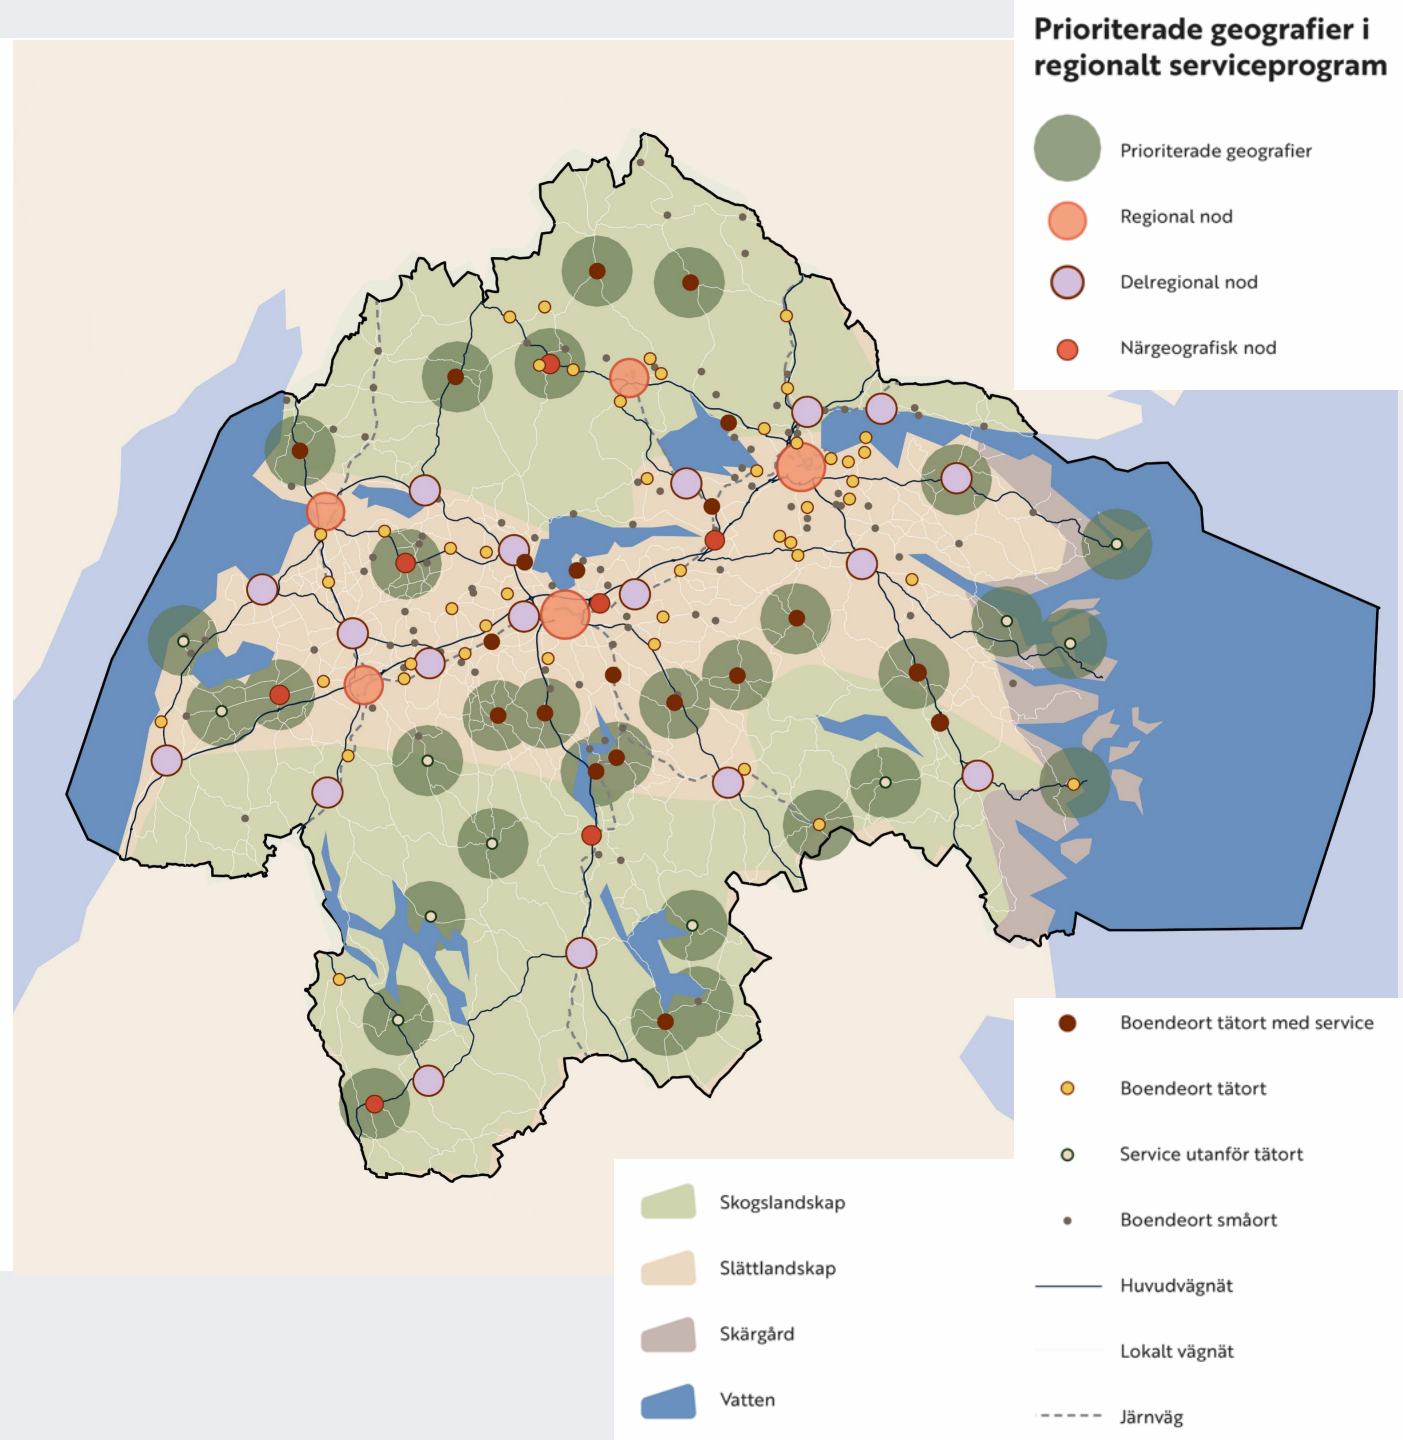 Prioriterade geografier i
regionalt serviceprogram
Prioriterade geografier
Regional nod
Delregional nod
Närgeografisk nod
Boendeort tätort med service
Boendeort tätort
Service utanför tätort
Boendeort småort
Huvudvägnät
Lokalt vägnät
Järnväg
Skogslandskap
Slättlandskap
Skärgård
Vatten